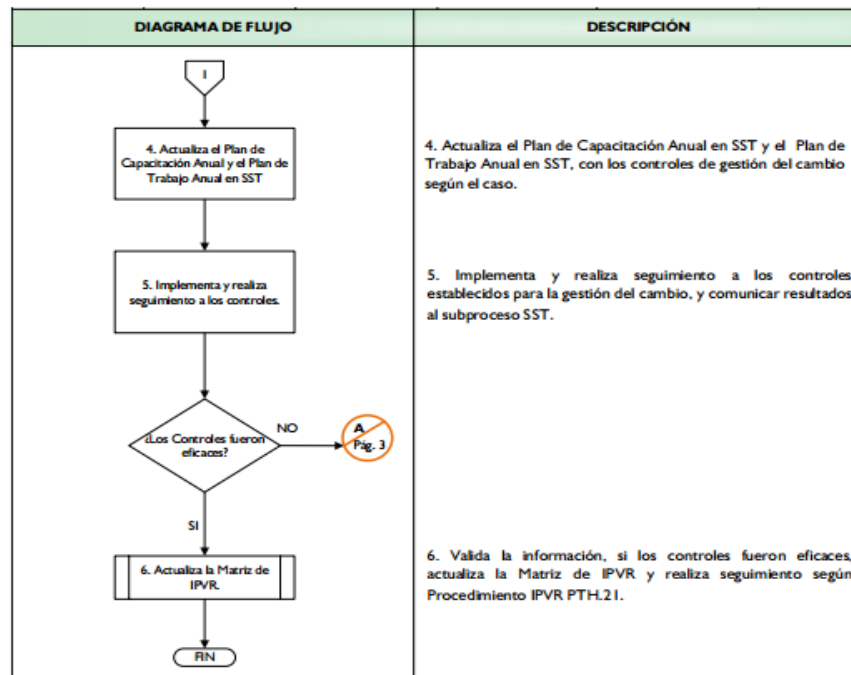 DIAGRAMA DE FLUJO
DESCRIPCIÓN
I
4. Actualiza el Plan de
Capacitación Anual y el Plan de
Trabajo Anual en SST
4. Actualiza el Plan de Capacitación Anual en SST y el Plan de
Trabajo Anual en SST, con los controles de gestión del cambio
según el caso.
5. Implementa y realiza
seguimiento a los controles.
5. Implementa y realiza seguimiento a los controles
establecidos para la gestión del cambio, y comunicar resultados
al subproceso SST.
¿Los Controles fueron
eficaces?
NO
A
Pág. 3
SI
6. Actualiza la Matriz de
IPVR.
6. Valida la información, si los controles fueron eficaces,
actualiza la Matriz de IPVR y realiza seguimiento según
Procedimiento IPVR PTH.21.
FIN